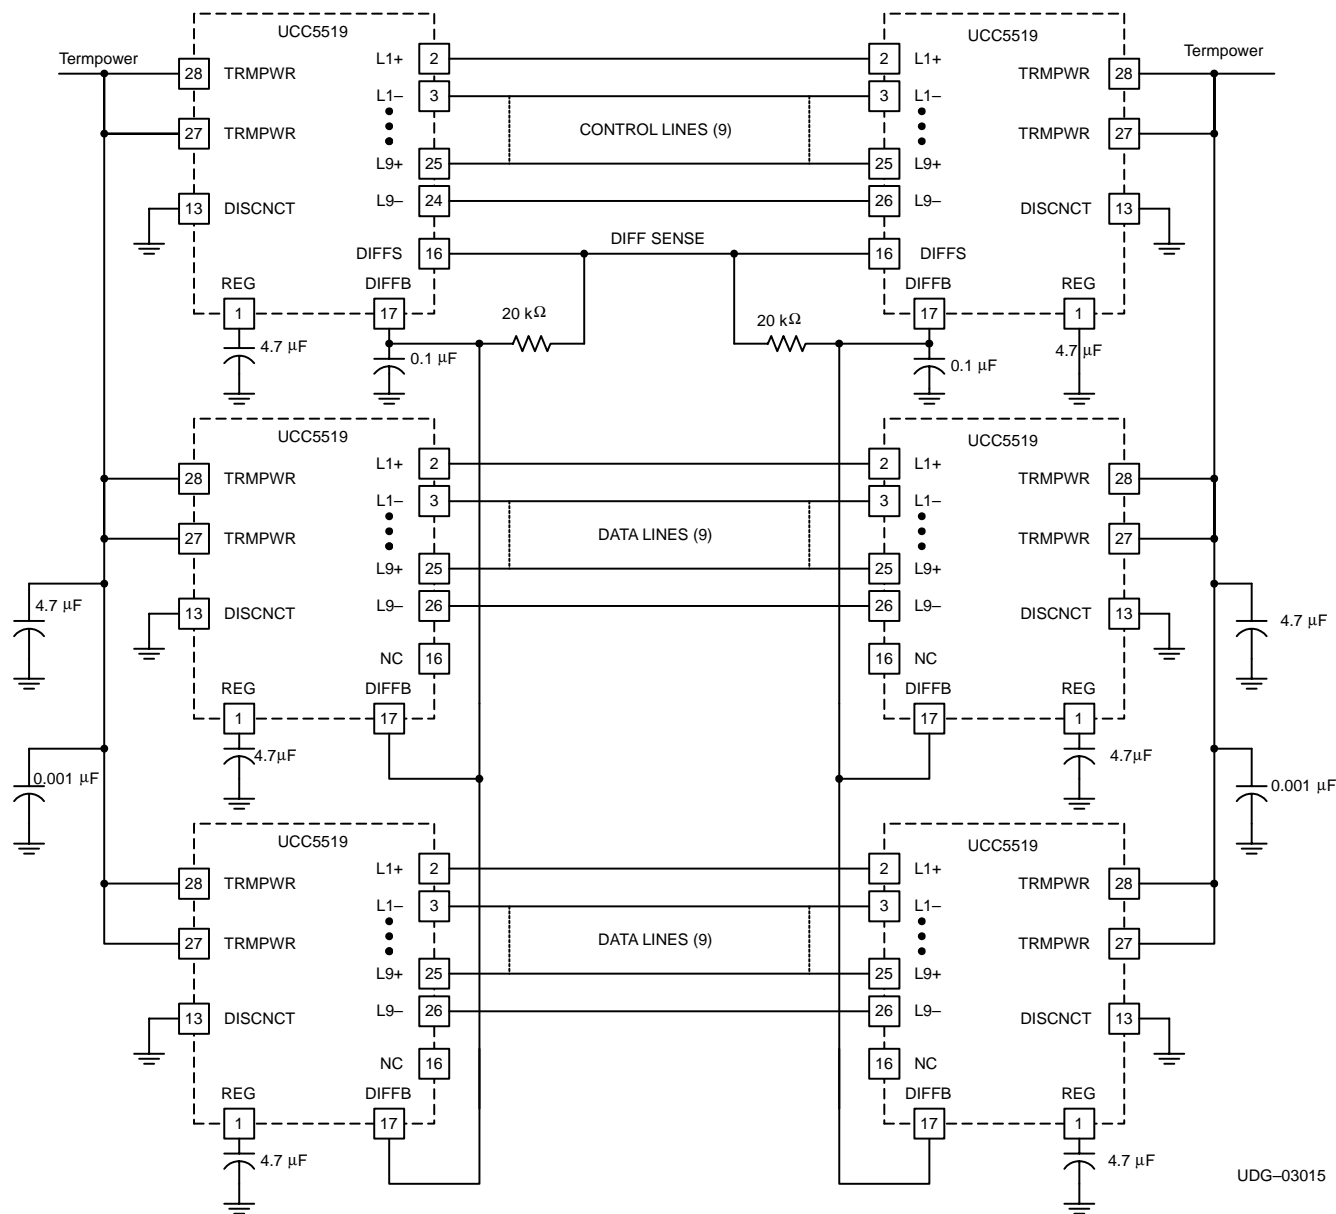 UCC5519
UCC5519
Termpower
Termpower
L1+ 2
2 L1+
28 TRMPWR
TRMPWR 28
L1– 3
3 L1–
CONTROL LINES (9)
27 TRMPWR
TRMPWR 27
L9+ 25
25 L9+
L9– 24
26 L9–
13 DISCNCT
DISCNCT 13
DIFF SENSE
DIFFS 16
16 DIFFS
REG
DIFFB
DIFFB
REG
1
17
20 kΩ
20 kΩ
17
1
4.7 µF
0.1 µF
0.1 µF
4.7 µF
UCC5519
UCC5519
L1+ 2
2 L1+
28 TRMPWR
TRMPWR 28
L1– 3
3 L1–
DATA LINES (9)
27 TRMPWR
TRMPWR 27
L9+ 25
25 L9+
L9– 26
26 L9–
4.7 µF
13 DISCNCT
DISCNCT 13
4.7 µF
NC 16
16 NC
REG
DIFFB
DIFFB
REG
1
17
17
1
4.7µF
4.7µF
0.001 µF
0.001 µF
UCC5519
UCC5519
L1+ 2
2 L1+
28 TRMPWR
TRMPWR 28
L1– 3
3 L1–
DATA LINES (9)
27 TRMPWR
TRMPWR 27
L9+ 25
25 L9+
L9– 26
26 L9–
13 DISCNCT
DISCNCT 13
NC 16
16 NC
REG
DIFFB
DIFFB
REG
1
17
17
1
4.7 µF
4.7 µF
UDG–03015